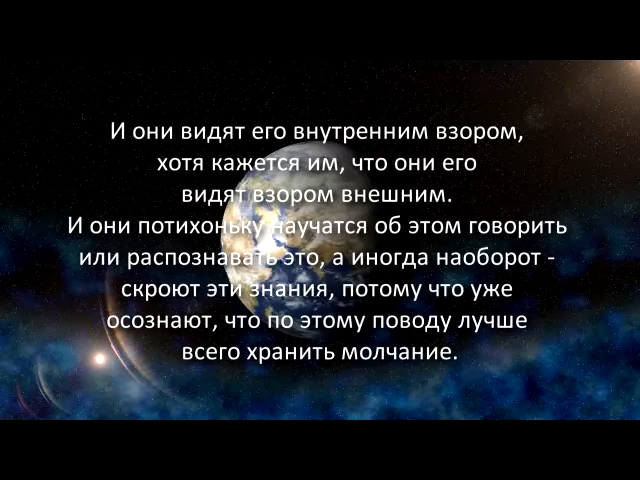 И они видят его внутренним взором,
хотя кажется им, что они его
видят взором внешним.
И они потихоньку научатся об этом говорить
или распознавать это, а иногда наоборот -
скроют эти знания, потому что уже
осознают, что по этому поводу лучше
всего хранить молчание.